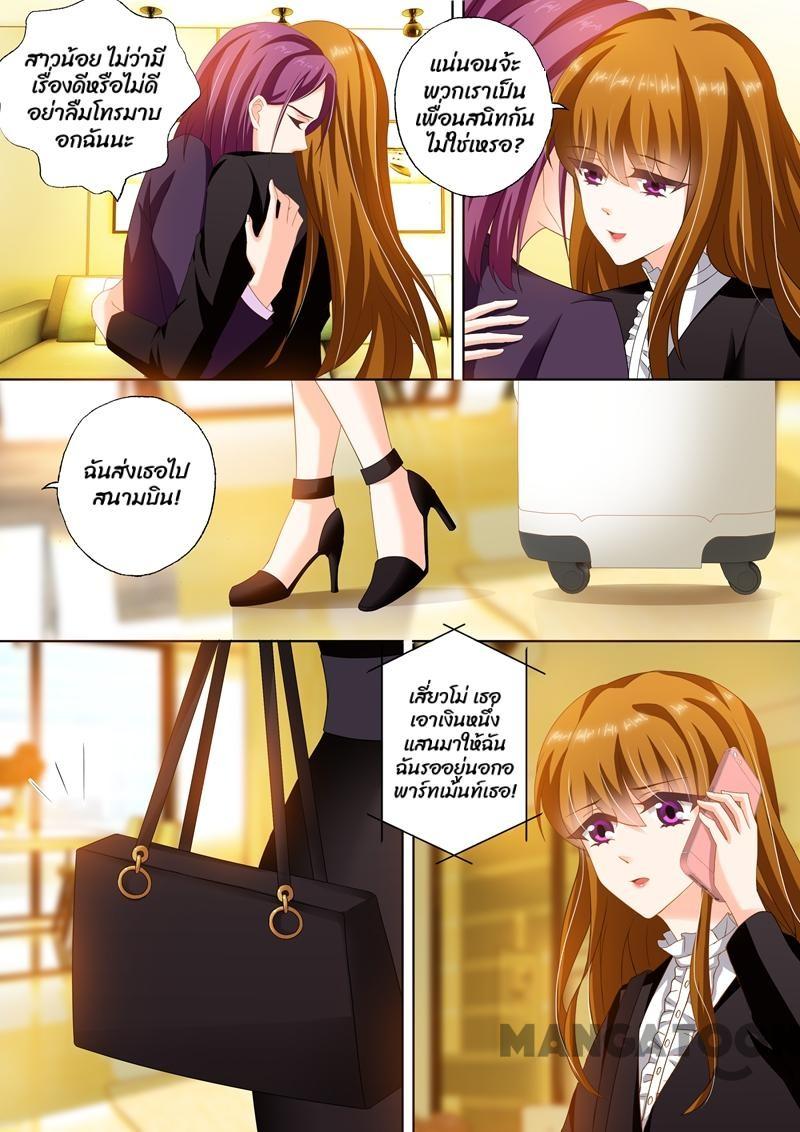 สาวน้อย ไม่ว่ามี
เรื่องดีหรือไม่ดี
อย่าลืมโทรมาบ
อกฉันนะ
แน่นอนจ้ะ
พวกเราเป็น
เพื่อนสนิทกัน
ไม่ใช่เหรอ?
ฉันส่งเธอไป
สนามบิน!
เสี่ยวโม่ เธอ
เอาเงินหนึ่ง
แสนมาให้ฉัน
ฉันรออยู่นอกอ
พาร์ทเม้นท์เธอ!
MANGATOON